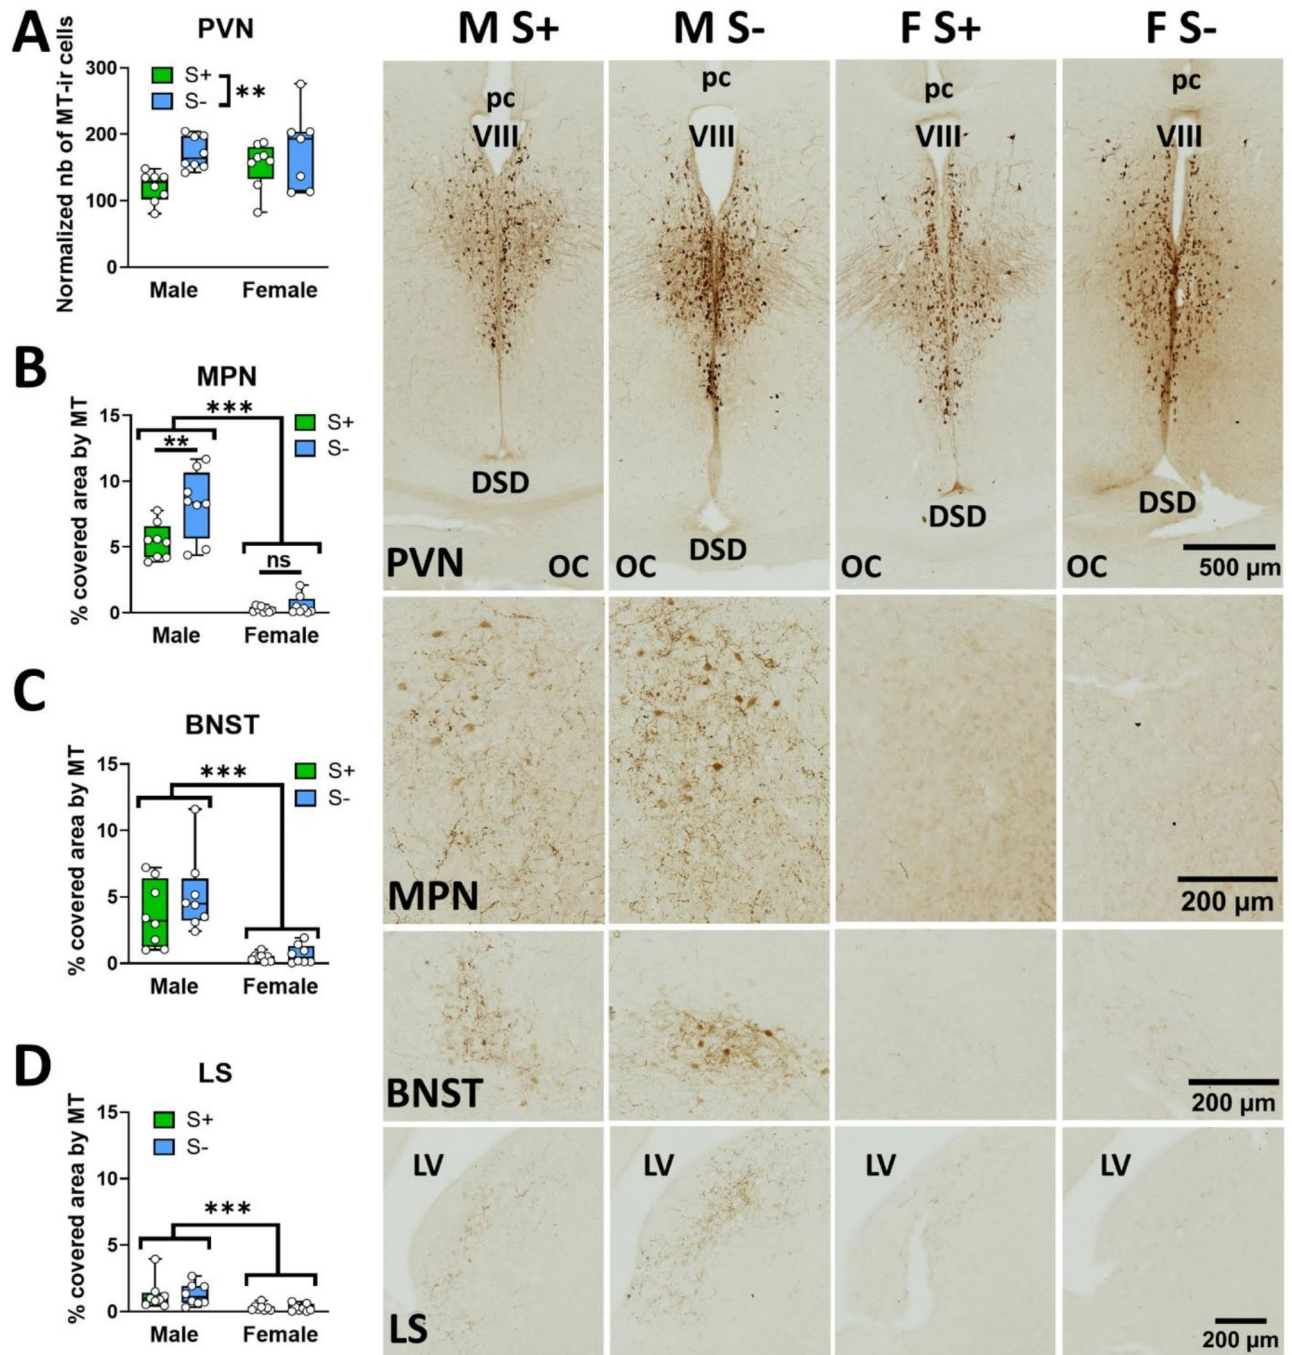 A
PVN
Normalized nb of MT-ir cells
300
200
100
0
S+
S-
**
Male
Female
B
MPN
% covered area by MT
15
10
5
0
***
**
ns
S+
S-
Male
Female
C
BNST
% covered area by MT
15
10
5
0
***
S+
S-
Male
Female
D
LS
% covered area by MT
15
10
5
0
S+
S-
***
Male
Female
M S+
M S-
F S+
F S-
pc
VIII
DSD
PVN
OC
pc
VIII
DSD
OC
pc
VIII
DSD
OC
pc
VIII
DSD
OC
500 µm
MPN
200 µm
BNST
200 µm
LV
LS
LV
LV
LV
200 µm